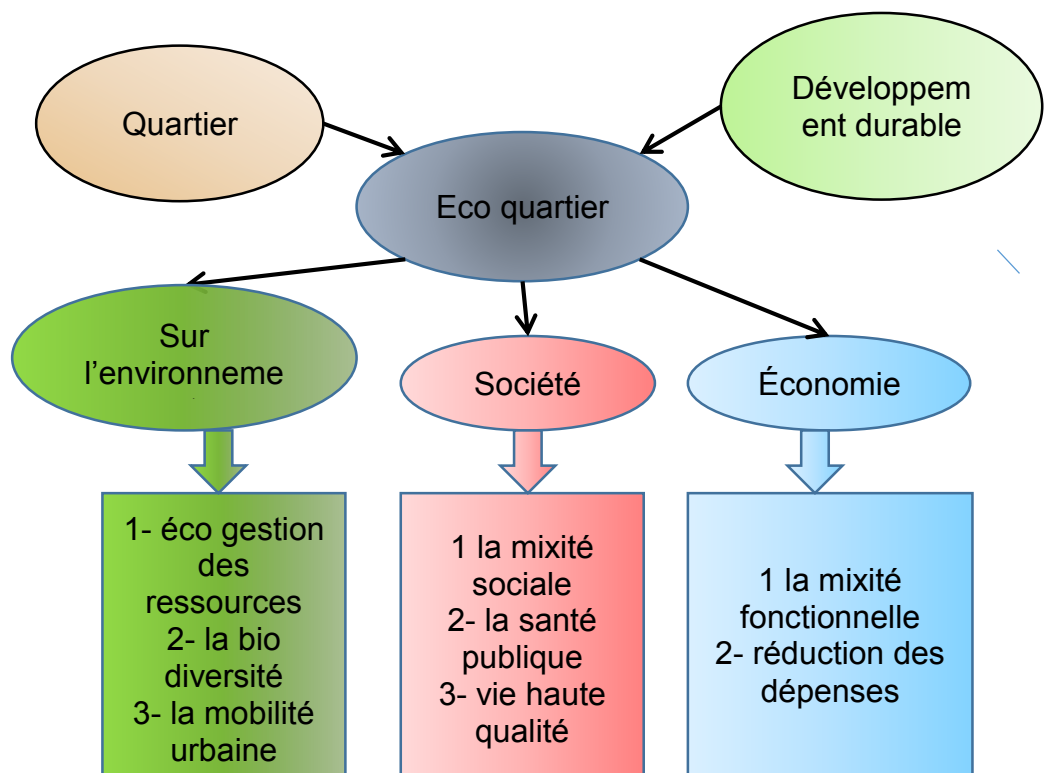 Quartier
Développem
ent durable
Eco quartier
Sur
l'environneme
Société
Économie
1- éco gestion
des
ressources
2- la bio
diversité
3- la mobilité
urbaine
1 la mixité
sociale
2- la santé
publique
3- vie haute
qualité
1 la mixité
fonctionnelle
2- réduction des
dépenses